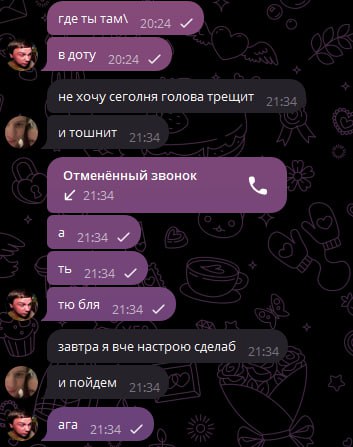 где ты там\ 20:24
в доту 20:24
не хочу сеголня голова трещит 21:34
и тошнит 21:34
Отменённый звонок
21:34
а 21:34
ть 21:34
тю бля 21:34
завтра я вче настрою сделаб 21:34
и пойдем 21:34
ага 21:34